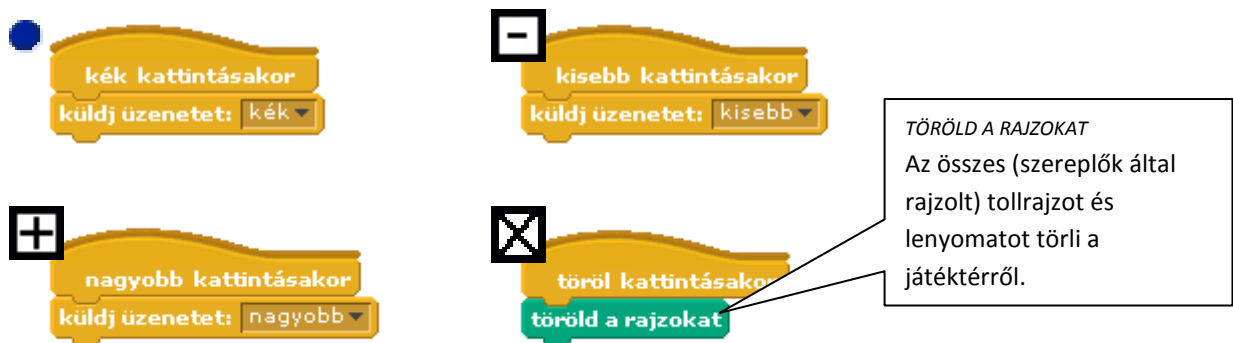 kék kattintásakor
küldj üzenetet: kék
kisebb kattintásakor
küldj üzenetet: kisebb
nagyobb kattintásakor
küldj üzenetet: nagyobb
töröl kattintásakor
töröld a rajzokat
TÖRÖLD A RAJZOKAT
Az összes (szereplők által
rajzolt) tollrajzot és
lenyomatot törli a
játéktérről.